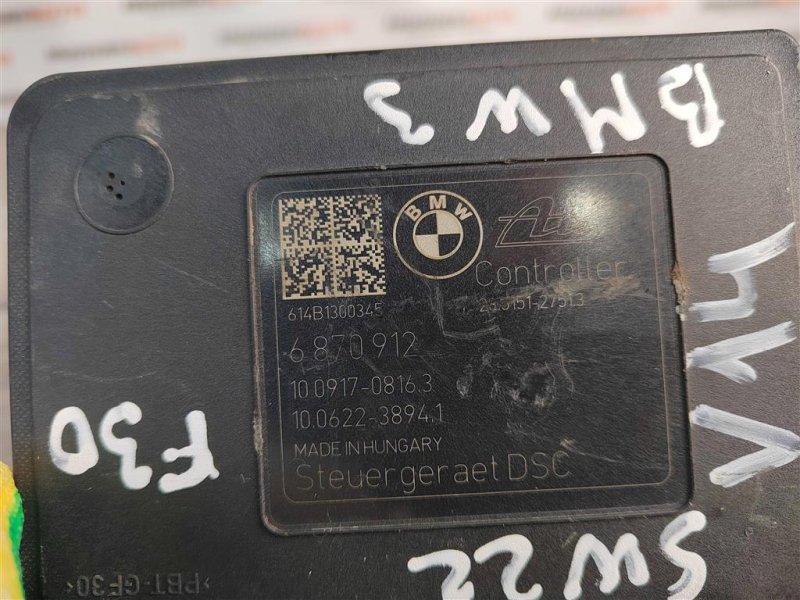 BMW 3
BMW
Ate
Controller
614B1300345
6 870 912
10.0917-0816.3
10.0622-3894.1
MADE IN HUNGARY
Steuergeraet DSC
F30
SW22
>PBT-GF30<